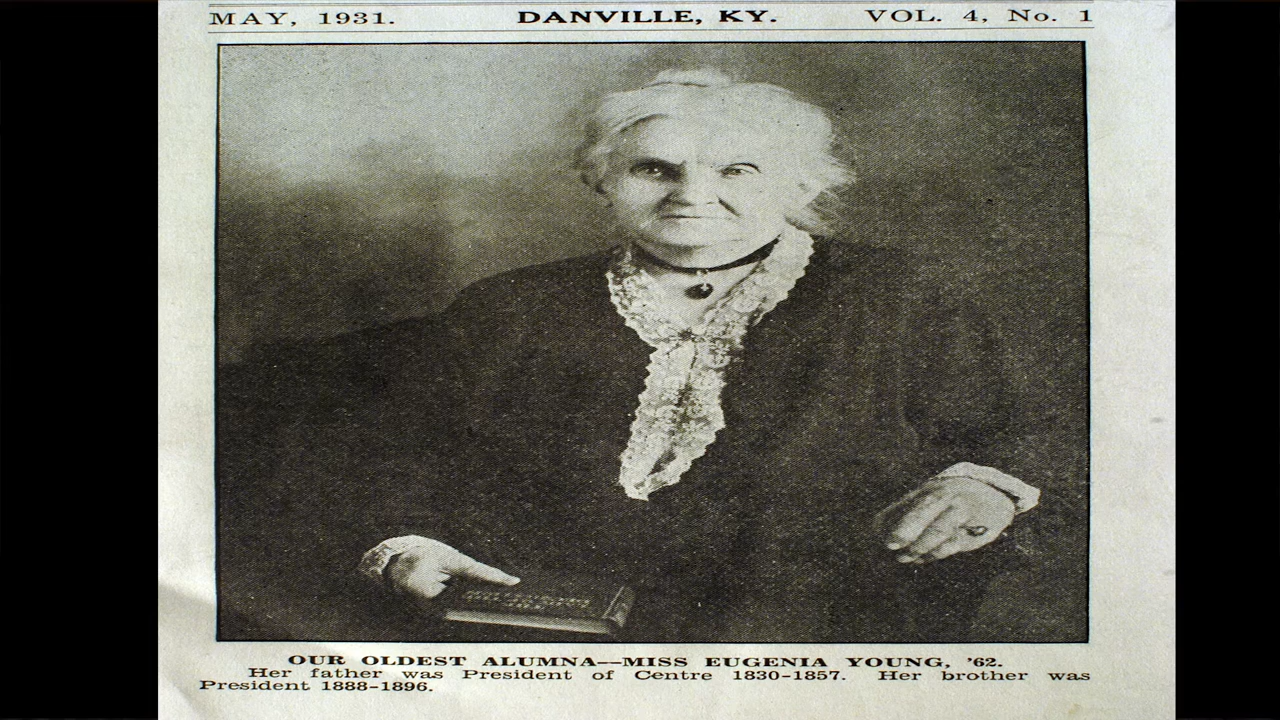 MAY, 1931. DANVILLE, KY. VOL. 4, No. 1
OUR OLDEST ALUMNA--MISS EUGENIA YOUNG, '62.
Her father was President of Centre 1830-1857. Her brother was
President 1888-1896.